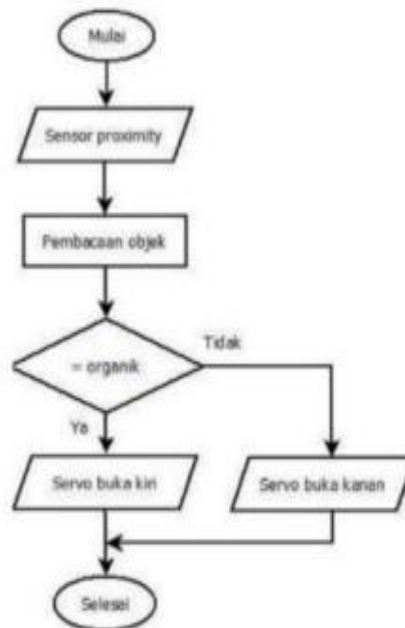 Mulai
Sensor proximity
Pembacaan objek
= organik
Tidak
Ya
Servo buka kiri
Servo buka kanan
Selesai